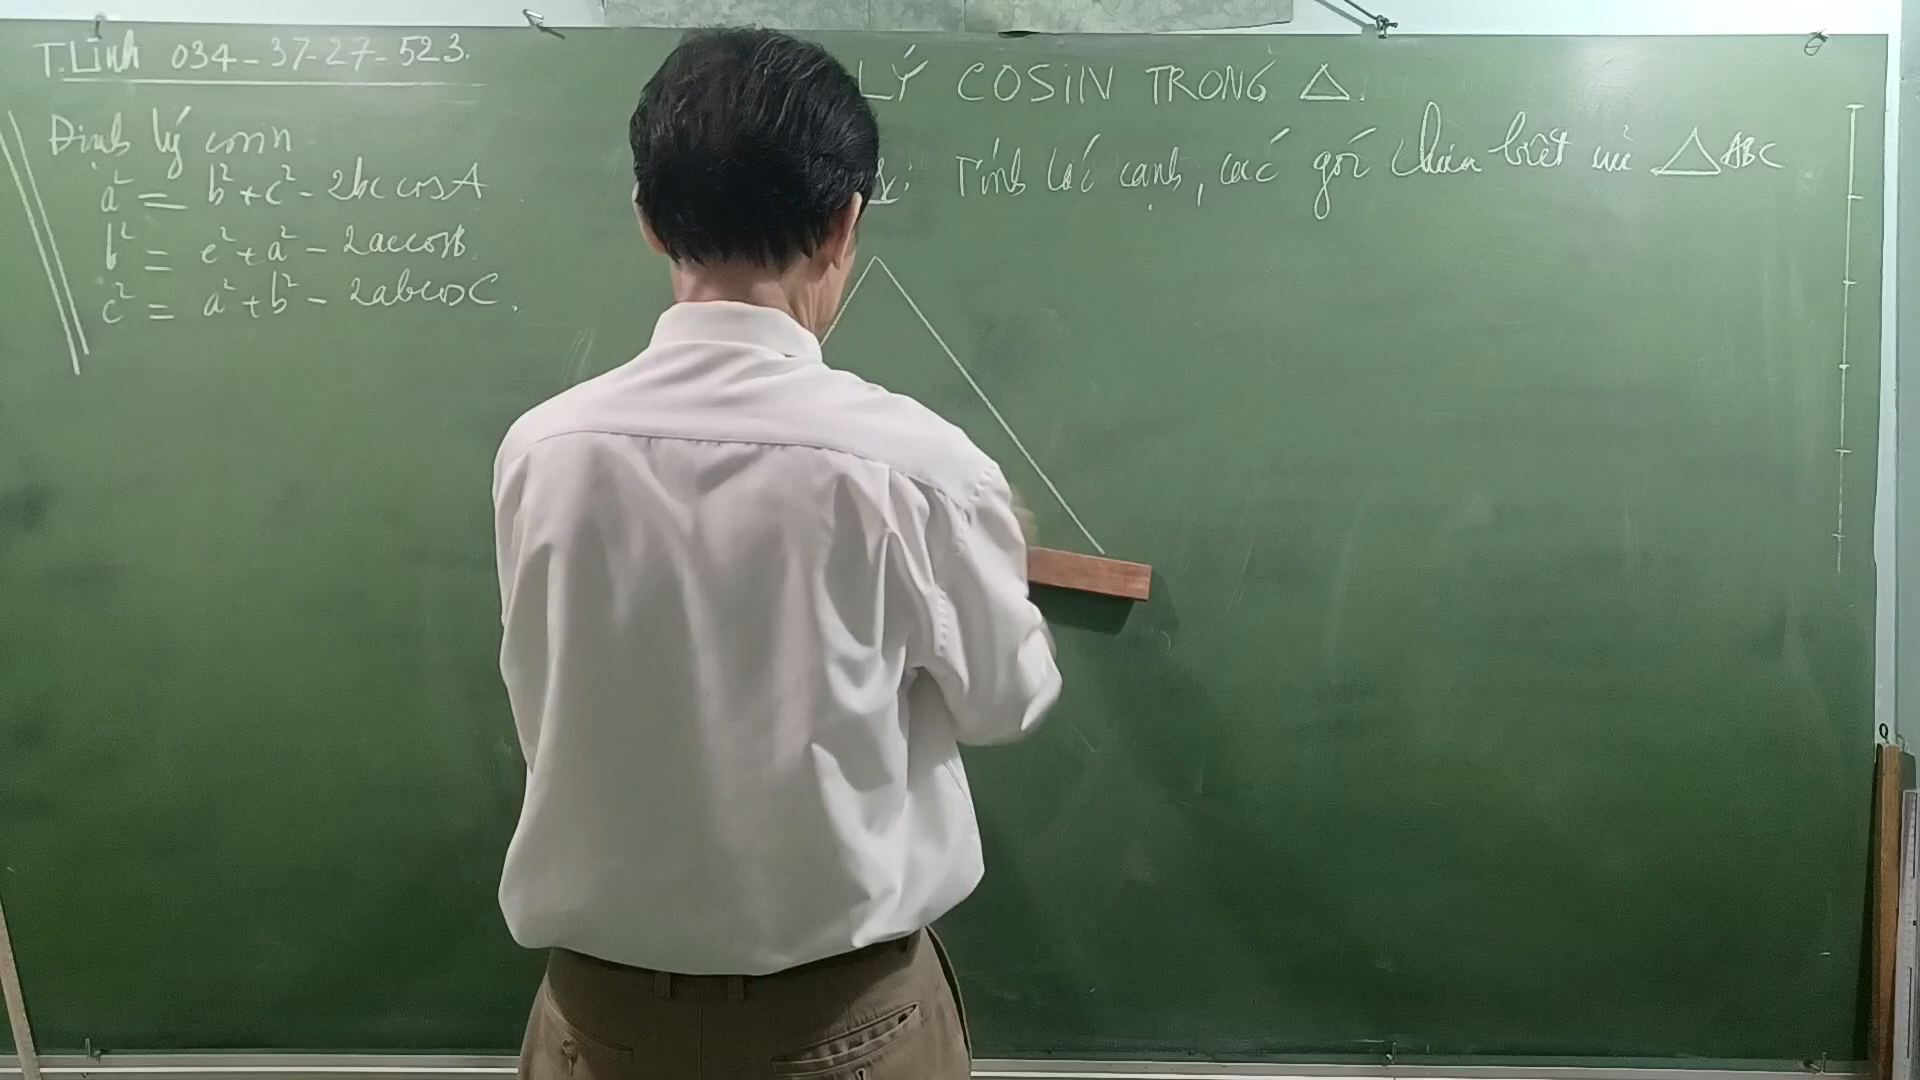 T.Lĩnh 034-37-27-523.
LÝ COSIN TRONG △.
Định lý cosin
a² = b² + c² - 2bc cosA
b² = c² + a² - 2ac cosB
c² = a² + b² - 2ab cosC.
Tính các cạnh, các góc chưa biết của △ABC